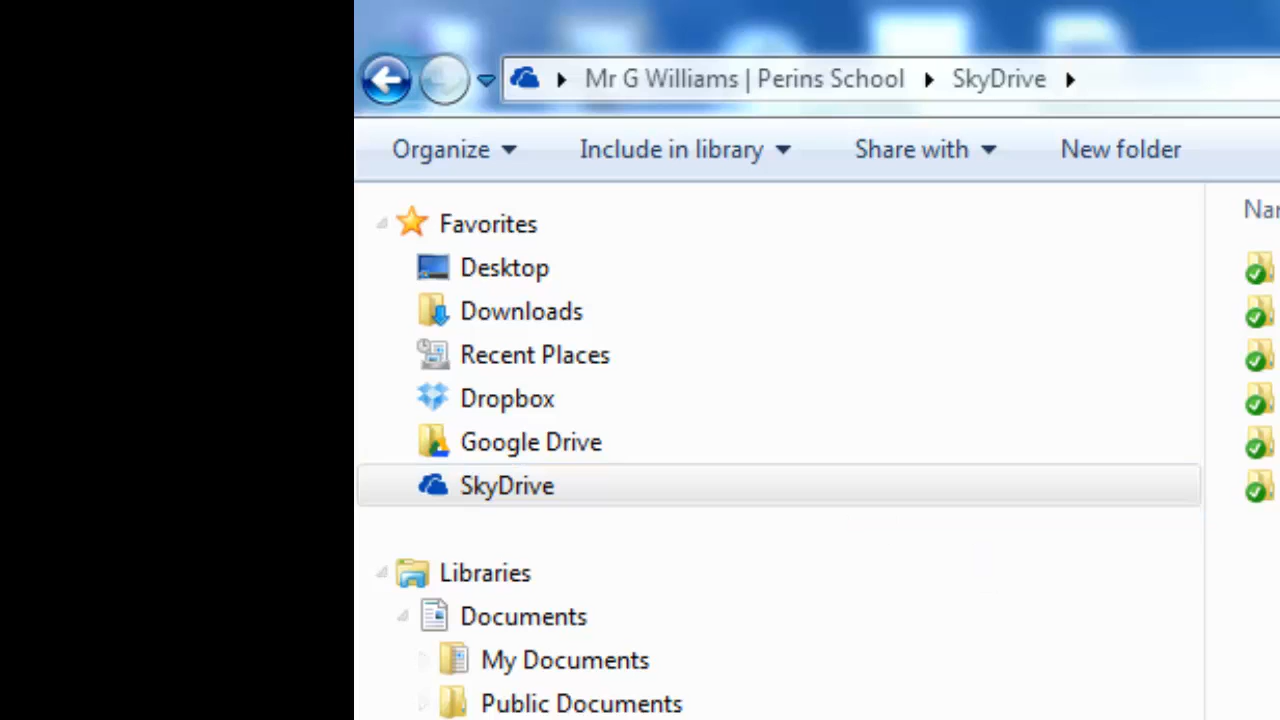 Mr G Williams | Perins School SkyDrive
Organize Include in library Share with New folder
Favorites
Desktop
Downloads
Recent Places
Dropbox
Google Drive
SkyDrive
Libraries
Documents
My Documents
Public Documents